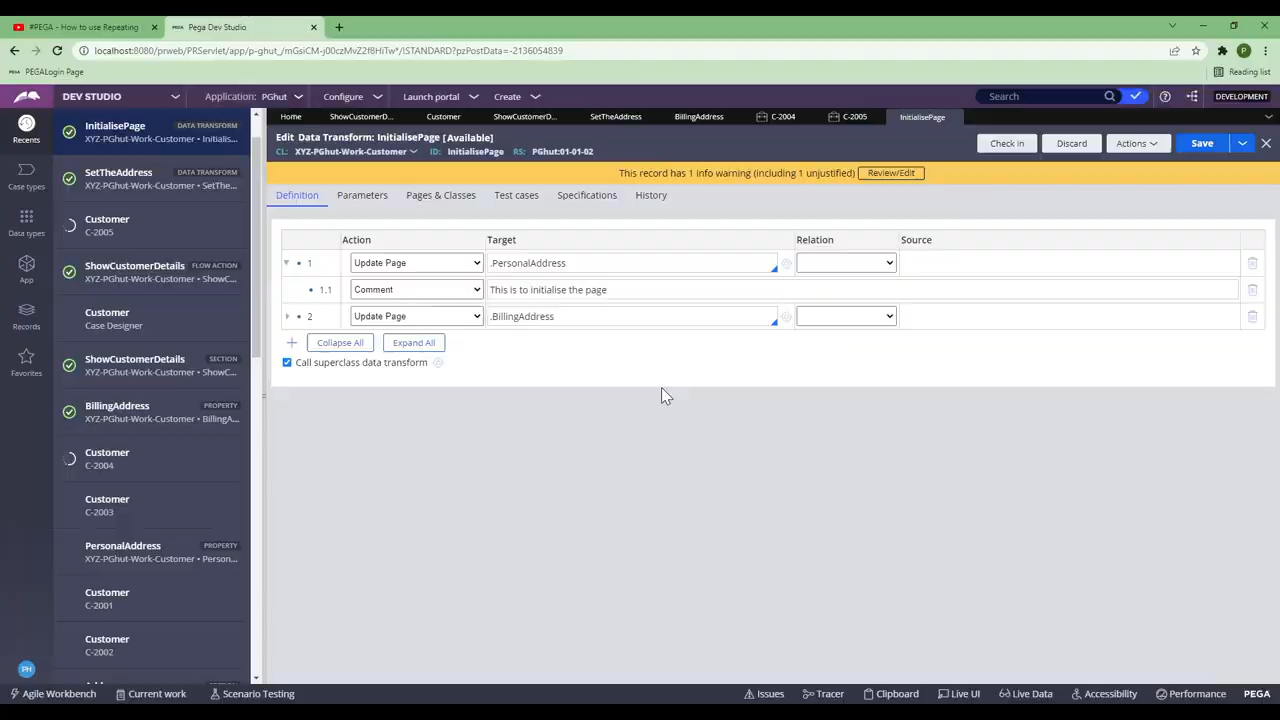 #PEGA - How to use Repeating
PEGA Pega Dev Studio
localhost:8080/prweb/PRServlet/app/p-ghut_/mGsiCM-j00czMvZ2f8HiTw*/!STANDARD?pzPostData=-2136054839
P
PEGA PEGALogin Page
Reading list
DEV STUDIO
Application: PGhut
Configure
Launch portal
Create
Search
DEVELOPMENT
Recents
Case types
Data types
App
Records
Favorites
PH
InitialisePage DATA TRANSFORM
XYZ-PGhut-Work-Customer • Initialis...
SetTheAddress DATA TRANSFORM
XYZ-PGhut-Work-Customer • SetThe...
Customer
C-2005
ShowCustomerDetails FLOW ACTION
XYZ-PGhut-Work-Customer • ShowC...
Customer
Case Designer
ShowCustomerDetails SECTION
XYZ-PGhut-Work-Customer • ShowC...
BillingAddress PROPERTY
XYZ-PGhut-Work-Customer • BillingA...
Customer
C-2004
Customer
C-2003
PersonalAddress PROPERTY
XYZ-PGhut-Work-Customer • Person...
Customer
C-2001
Customer
C-2002
Home
ShowCustomerD...
Customer
ShowCustomerD...
SetTheAddress
BillingAddress
C-2004
C-2005
InitialisePage
Edit Data Transform: InitialisePage [Available]
CL: XYZ-PGhut-Work-Customer ID: InitialisePage RS: PGhut:01-01-02
Check in
Discard
Actions
Save
This record has 1 info warning (including 1 unjustified) Review/Edit
Definition
Parameters
Pages & Classes
Test cases
Specifications
History
Action Target Relation Source
1 Update Page .PersonalAddress
1.1 Comment This is to initialise the page
2 Update Page .BillingAddress
Collapse All
Expand All
Call superclass data transform
Agile Workbench
Current work
Scenario Testing
Issues
Tracer
Clipboard
Live UI
Live Data
Accessibility
Performance
PEGA